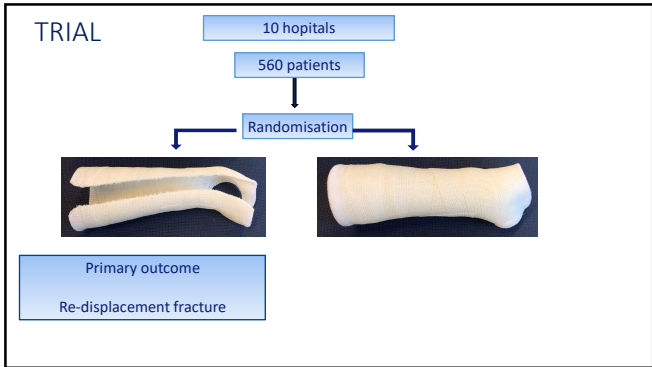 TRIAL
10 hopitals
560 patients
Randomisation
Primary outcome
Re-displacement fracture